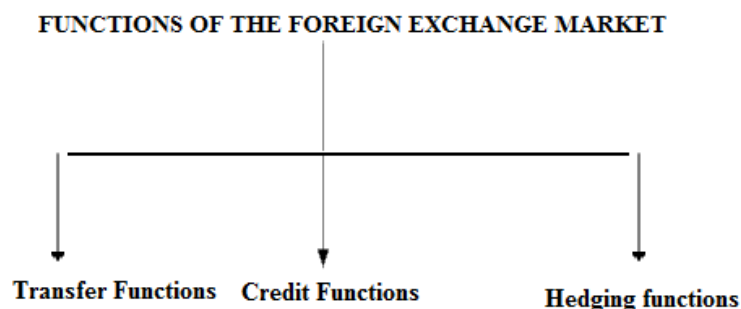 FUNCTIONS OF THE FOREIGN EXCHANGE MARKET
Transfer Functions
Credit Functions
Hedging functions